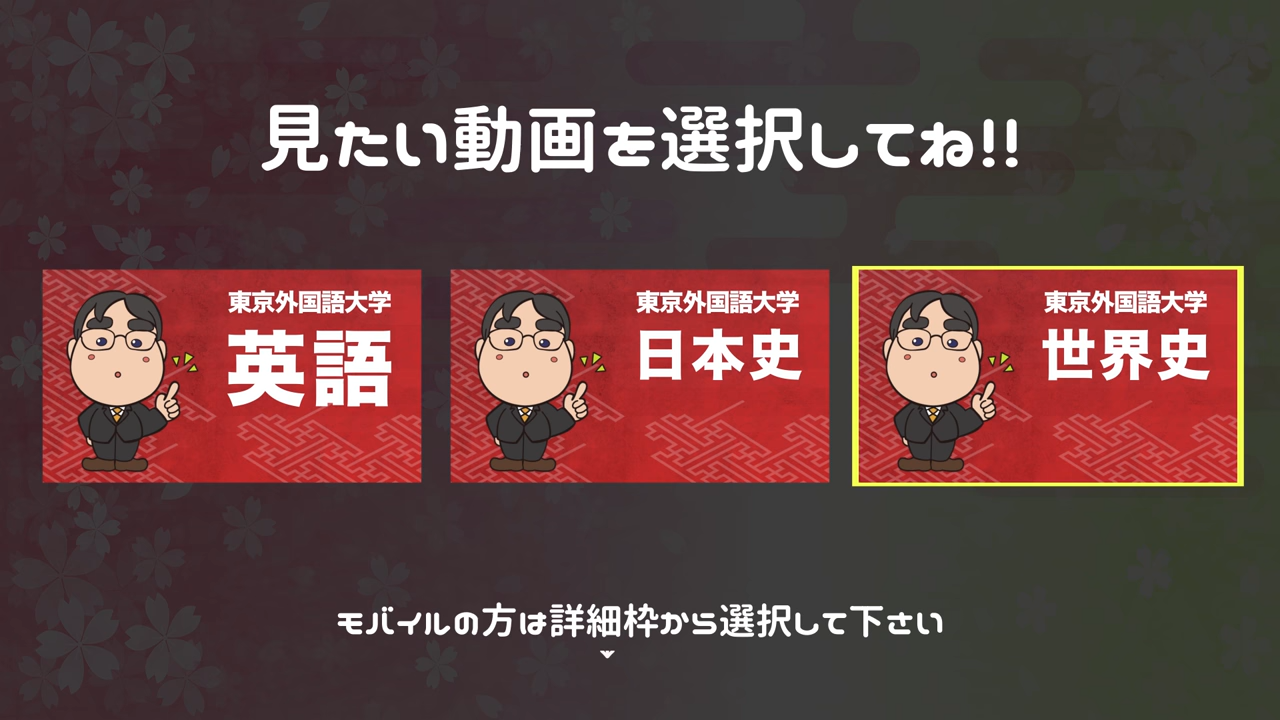 見たい動画を選択してね!!
東京外国語大学
英語
東京外国語大学
日本史
東京外国語大学
世界史
モバイルの方は詳細枠から選択して下さい